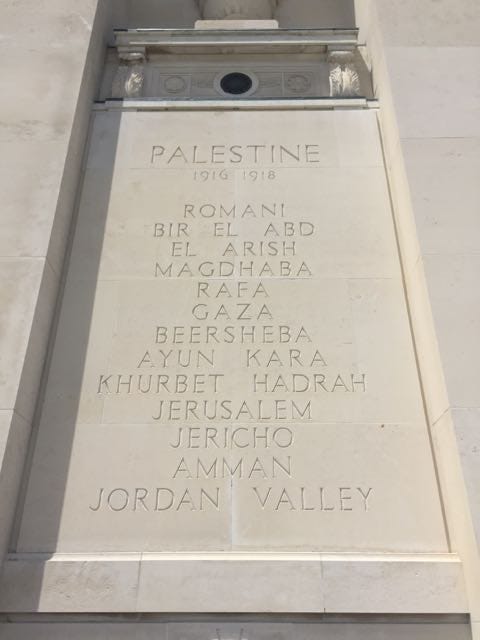 PALESTINE
1916 1918
ROMANI
BIR EL ABD
EL ARISH
MAGDHABA
RAFA
GAZA
BEERSHEBA
AYUN KARA
KHURBET HADRAH
JERUSALEM
JERICHO
AMMAN
JORDAN VALLEY